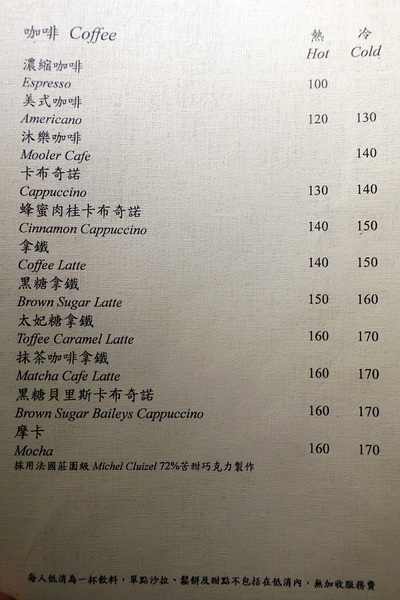 咖啡 Coffee 熱 冷
Hot Cold
濃縮咖啡
Espresso 100
美式咖啡
Americano 120 130
沐樂咖啡
Mooler Cafe 140
卡布奇諾
Cappuccino 130 140
蜂蜜肉桂卡布奇諾
Cinnamon Cappuccino 140 150
拿鐵
Coffee Latte 140 150
黑糖拿鐵
Brown Sugar Latte 150 160
太妃糖拿鐵
Toffee Caramel Latte 160 170
抹茶咖啡拿鐵
Matcha Cafe Latte 160 170
黑糖貝里斯卡布奇諾
Brown Sugar Baileys Cappuccino 160 170
摩卡
Mocha 160 170
採用法國莊園級 Michel Cluizel 72%苦甜巧克力製作
每人低消為一杯飲料，單點沙拉、鬆餅及甜點不包括在低消內，無加收服務費